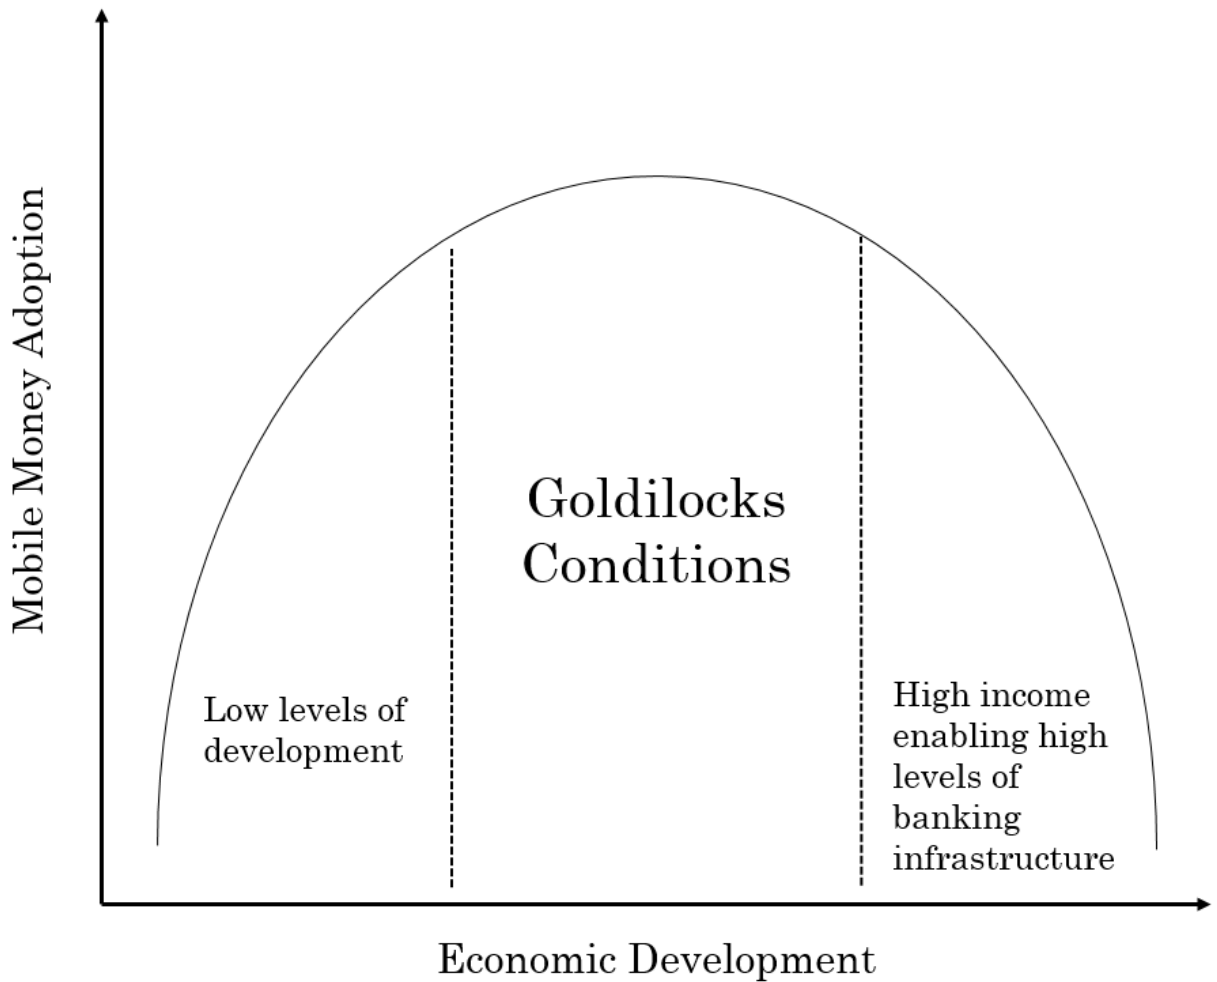 Mobile Money Adoption
Goldilocks
Conditions
Low levels of
development
High income
enabling high
levels of
banking
infrastructure
Economic Development